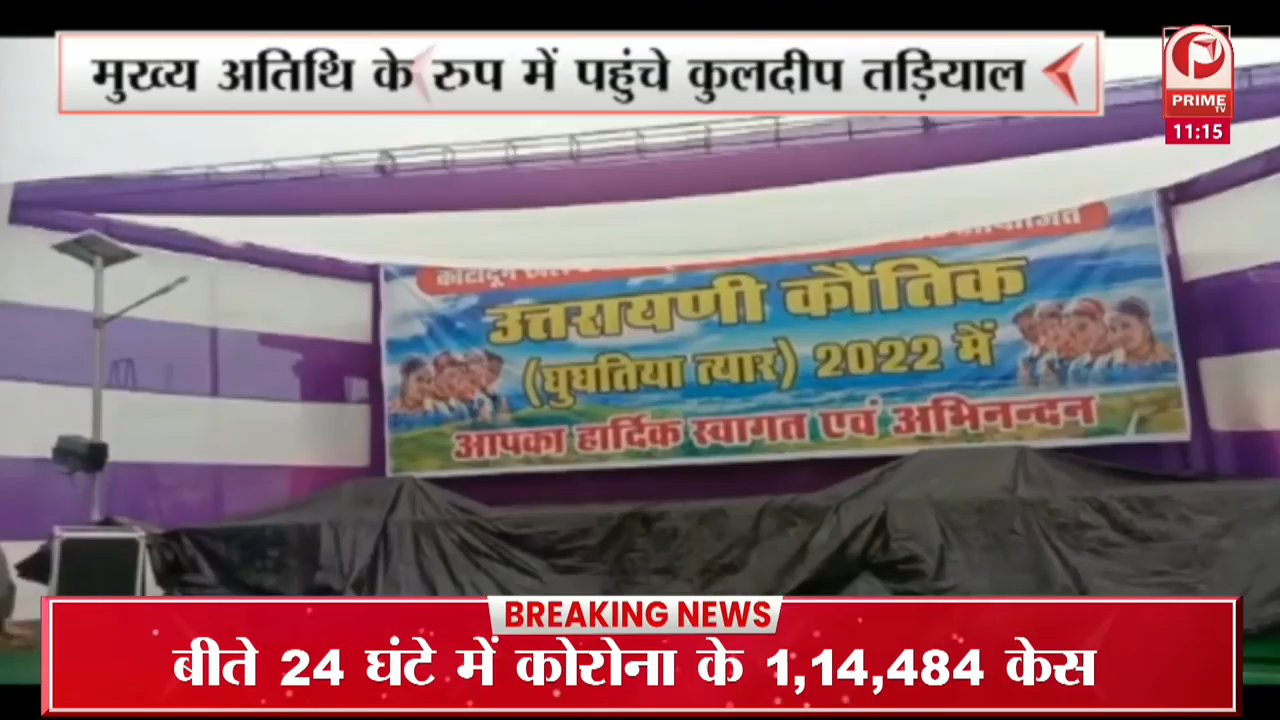 मुख्य अतिथि के रुप में पहुंचे कुलदीप तड़ियाल
PRIME
TV
11:15
उत्तरायणी कौतिक
(घुघतिया त्यार) 2022 में
आपका हार्दिक स्वागत एवं अभिनन्दन
BREAKING NEWS
बीते 24 घंटे में कोरोना के 1,14,484 केस